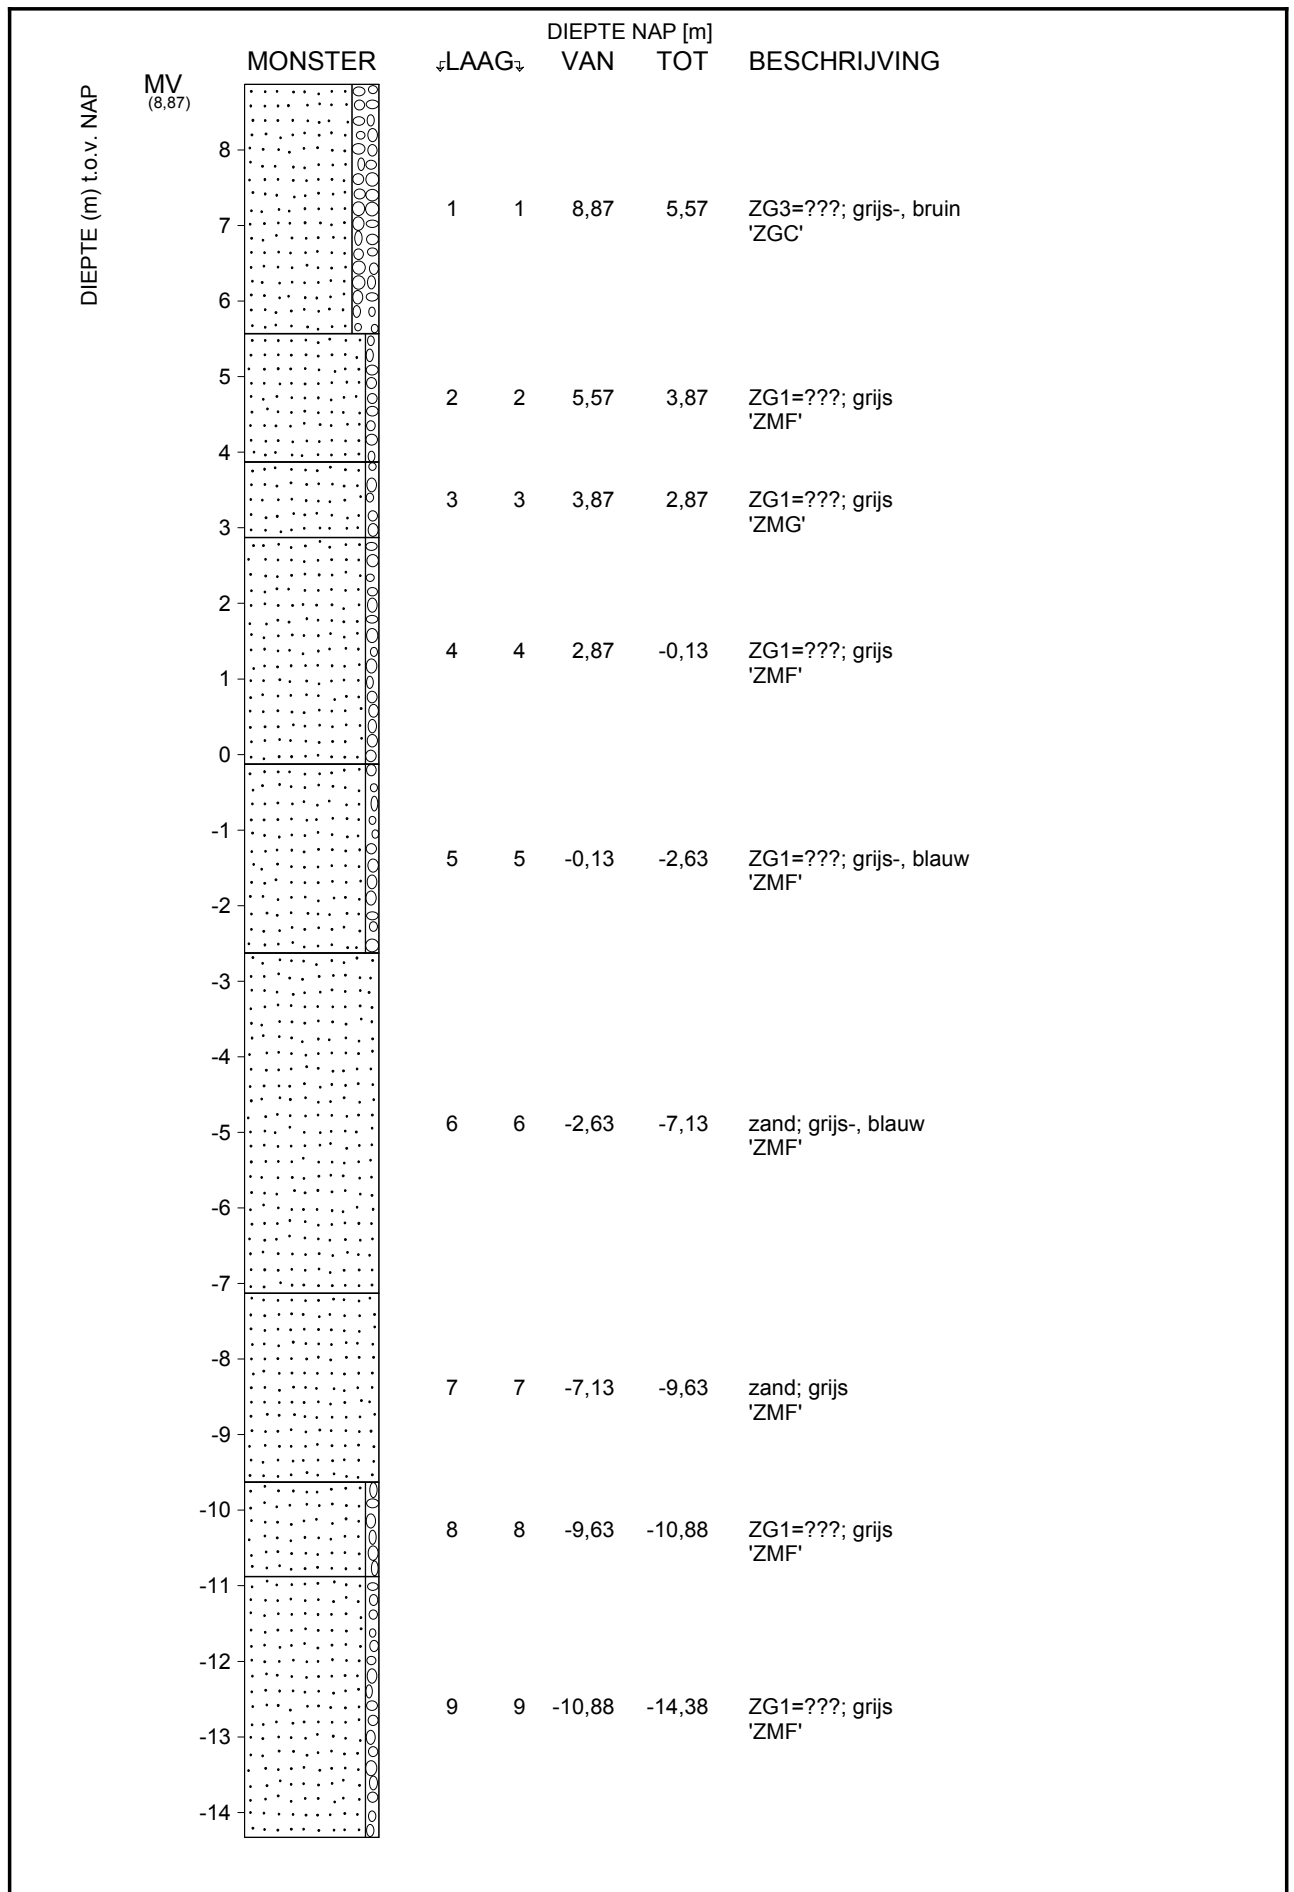 DIEPTE NAP [m]
MONSTER LAAG VAN TOT BESCHRIJVING
MV
(8,87)
DIEPTE (m) t.o.v. NAP
8
1 1 8,87 5,57 ZG3=???; grijs-, bruin
'ZGC'
7
6
5
2 2 5,57 3,87 ZG1=???; grijs
'ZMF'
4
3 3 3,87 2,87 ZG1=???; grijs
'ZMG'
3
2
4 4 2,87 -0,13 ZG1=???; grijs
'ZMF'
1
0
-1
5 5 -0,13 -2,63 ZG1=???; grijs-, blauw
'ZMF'
-2
-3
-4
6 6 -2,63 -7,13 zand; grijs-, blauw
-5
'ZMF'
-6
-7
-8
7 7 -7,13 -9,63 zand; grijs
'ZMF'
-9
-10
8 8 -9,63 -10,88 ZG1=???; grijs
'ZMF'
-11
-12
9 9 -10,88 -14,38 ZG1=???; grijs
'ZMF'
-13
-14